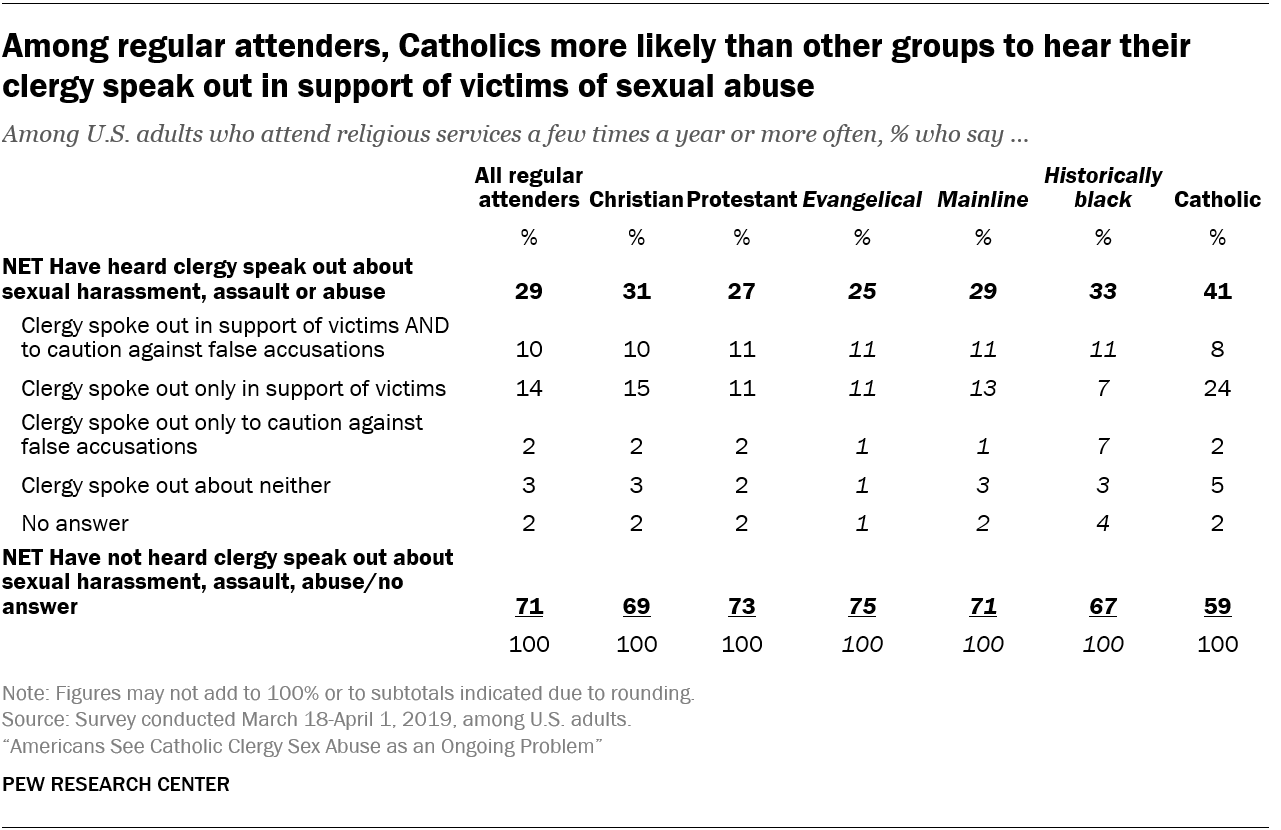 Among regular attenders, Catholics more likely than other groups to hear their
clergy speak out in support of victims of sexual abuse
Among U.S. adults who attend religious services a few times a year or more often, % who say ...
All regular attenders Christian Protestant Evangelical Mainline Historically black Catholic
% % % % % % %
NET Have heard clergy speak out about
sexual harassment, assault or abuse 29 31 27 25 29 33 41
Clergy spoke out in support of victims AND
to caution against false accusations 10 10 11 11 11 11 8
Clergy spoke out only in support of victims 14 15 11 11 13 7 24
Clergy spoke out only to caution against
false accusations 2 2 2 1 1 7 2
Clergy spoke out about neither 3 3 2 1 3 3 5
No answer 2 2 2 1 2 4 2
NET Have not heard clergy speak out about
sexual harassment, assault, abuse/no
answer 71 69 73 75 71 67 59
100 100 100 100 100 100 100
Note: Figures may not add to 100% or to subtotals indicated due to rounding.
Source: Survey conducted March 18-April 1, 2019, among U.S. adults.
“Americans See Catholic Clergy Sex Abuse as an Ongoing Problem”
PEW RESEARCH CENTER